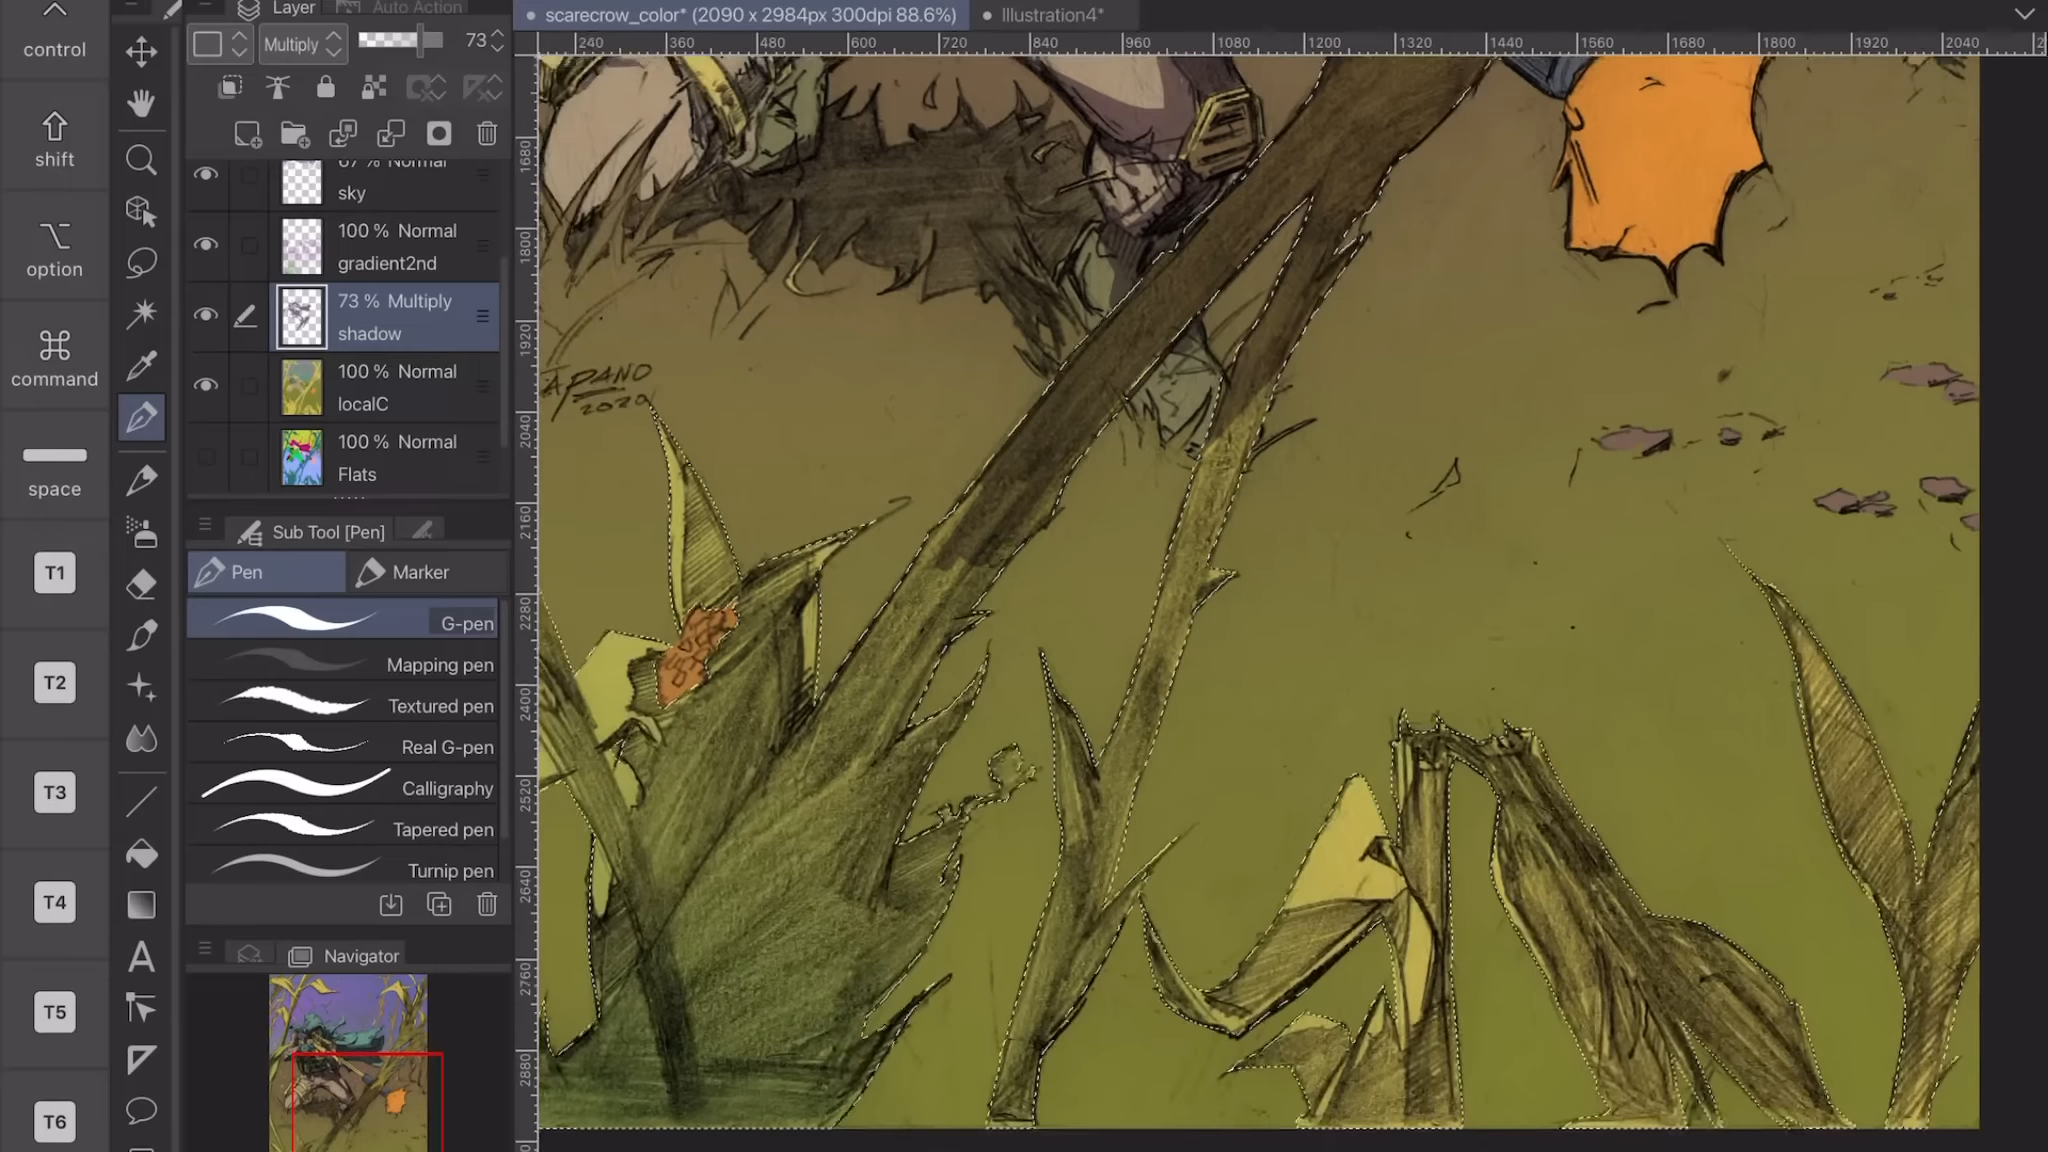 control
shift
option
command
space
T1
T2
T3
T4
T5
T6
Layer
Auto Action
Multiply
73
67 % Normal
sky
100 % Normal
gradient2nd
73 % Multiply
shadow
100 % Normal
localC
100 % Normal
Flats
Sub Tool [Pen]
Pen
Marker
G-pen
Mapping pen
Textured pen
Real G-pen
Calligraphy
Tapered pen
Turnip pen
Navigator
scarecrow_color* (2090 x 2984px 300dpi 88.6%)
Illustration4*
240 360 480 600 720 840 960 1080 1200 1320 1440 1560 1680 1800 1920 2040
1680
1800
1920
2040
2160
2280
2400
2520
2640
2760
2880
APANO
2020